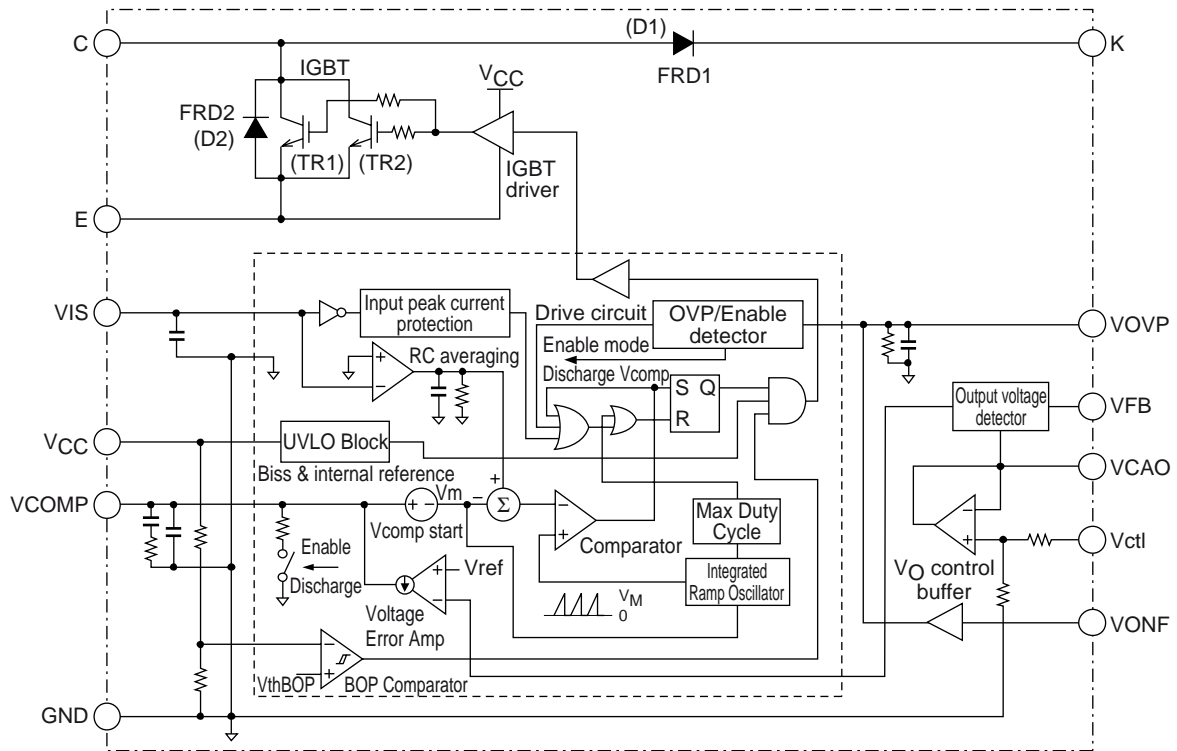 C
(D1)
K
FRD1
IGBT
VCC
FRD2
(D2)
(TR1)
(TR2)
IGBT
driver
E
VIS
Input peak current
protection
Drive circuit
OVP/Enable
detector
VOVP
RC averaging
Enable mode
Discharge Vcomp
S Q
R
Output voltage
detector
VFB
VCC
UVLO Block
Biss & internal reference
VCAO
VCOMP
+ −
Vm
−
+
Σ
Vcomp start
−
+
Comparator
Max Duty
Cycle
−
+
Vctl
Enable
Discharge
+
−
Vref
Voltage
Error Amp
VM
0
Integrated
Ramp Oscillator
VO control
buffer
VONF
−
+
VthBOP
BOP Comparator
GND
+
−